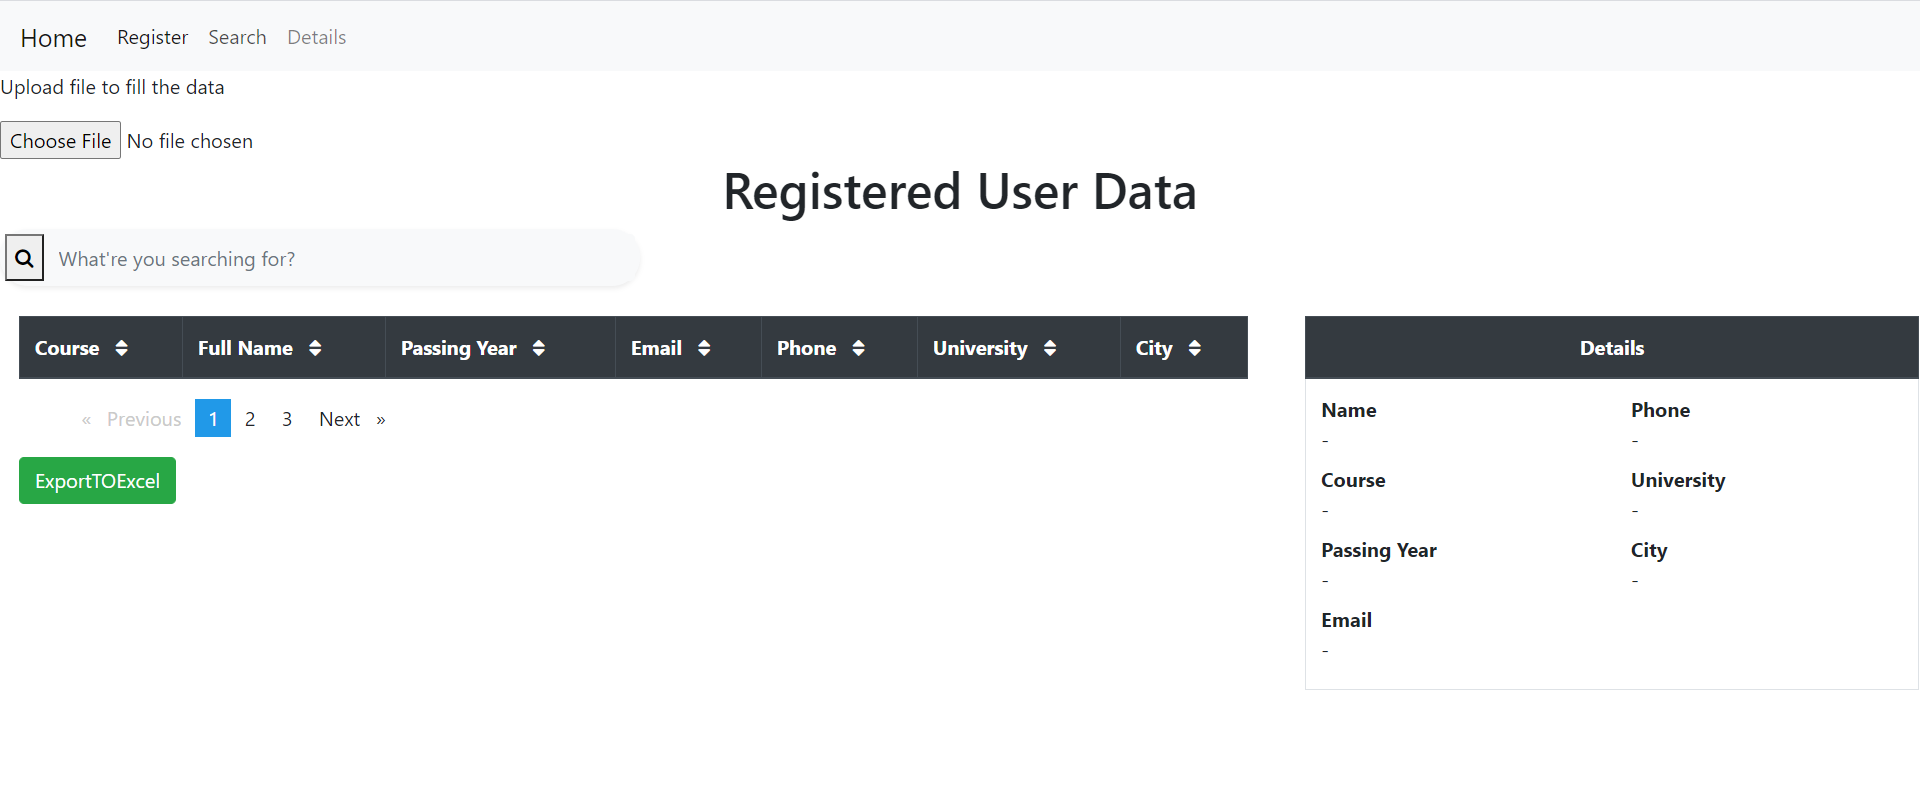 Home Register Search Details
Upload file to fill the data
Choose File No file chosen
Registered User Data
What're you searching for?
Course Full Name Passing Year Email Phone University City
« Previous 1 2 3 Next »
ExportTOExcel
Details
Name Phone
- -
Course University
- -
Passing Year City
- -
Email
-